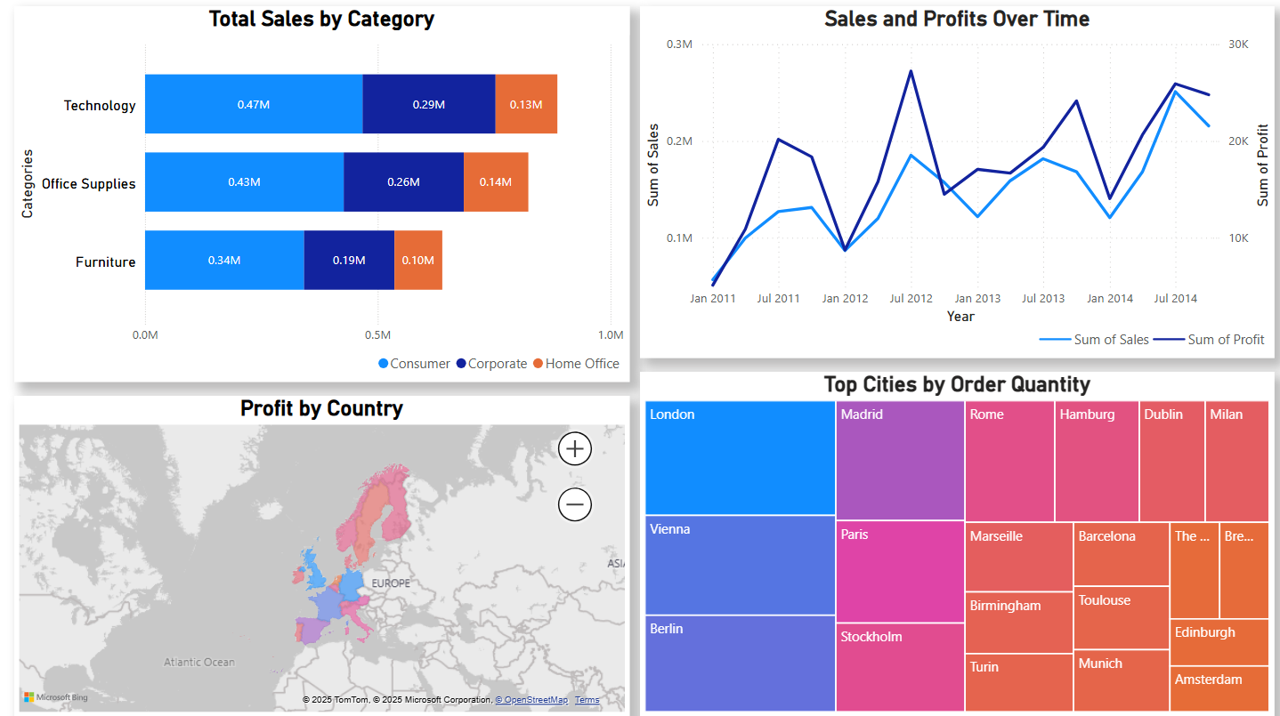 Total Sales by Category
Categories
Technology
0.47M 0.29M 0.13M
Office Supplies
0.43M 0.26M 0.14M
Furniture
0.34M 0.19M 0.10M
0.0M 0.5M 1.0M
Consumer Corporate Home Office
Sales and Profits Over Time
Sum of Sales
0.3M
0.2M
0.1M
30K
20K
10K
Sum of Profit
Jan 2011 Jul 2011 Jan 2012 Jul 2012 Jan 2013 Jul 2013 Jan 2014 Jul 2014
Year
Sum of Sales Sum of Profit
Profit by Country
EUROPE
ASIA
Atlantic Ocean
Microsoft Bing
© 2025 TomTom, © 2025 Microsoft Corporation, © OpenStreetMap Terms
Top Cities by Order Quantity
London
Vienna
Berlin
Madrid
Paris
Stockholm
Rome
Hamburg
Dublin
Milan
Marseille
Birmingham
Turin
Barcelona
Toulouse
Munich
The ...
Bre...
Edinburgh
Amsterdam